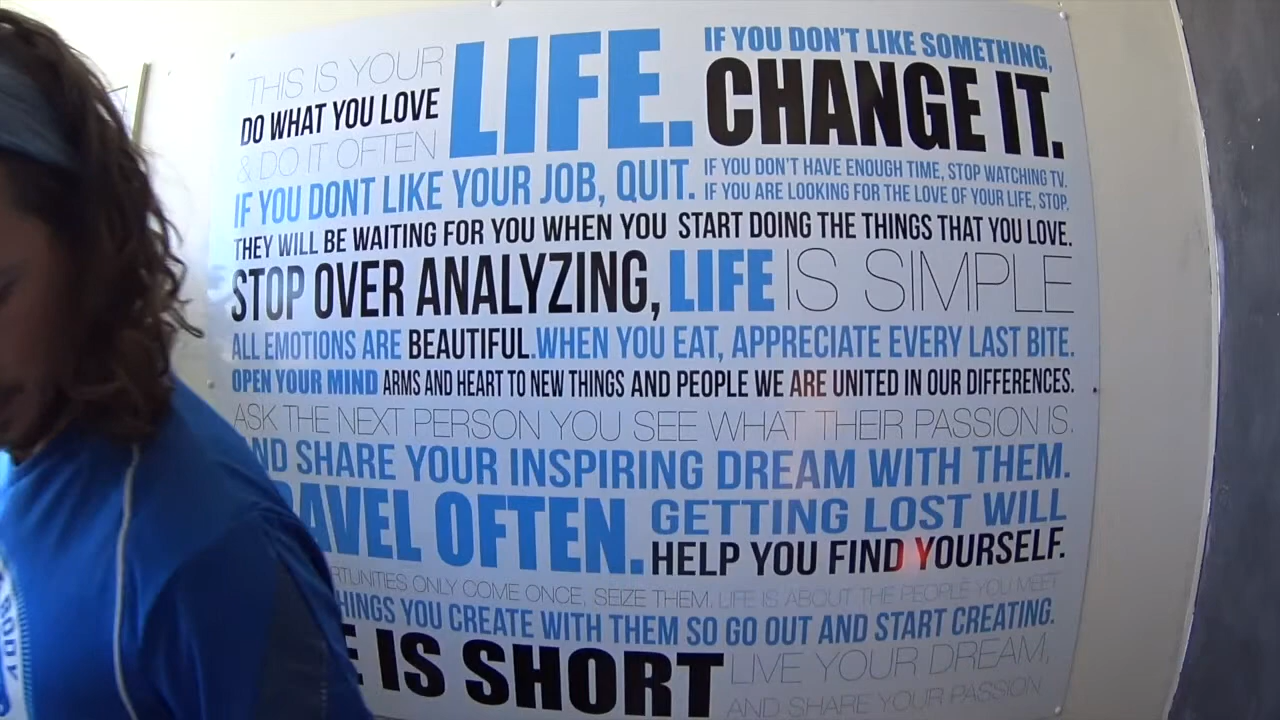 THIS IS YOUR LIFE.
DO WHAT YOU LOVE
& DO IT OFTEN
IF YOU DON'T LIKE SOMETHING,
CHANGE IT.
IF YOU DONT LIKE YOUR JOB, QUIT.
IF YOU DON'T HAVE ENOUGH TIME, STOP WATCHING TV.
IF YOU ARE LOOKING FOR THE LOVE OF YOUR LIFE, STOP.
THEY WILL BE WAITING FOR YOU WHEN YOU START DOING THE THINGS THAT YOU LOVE.
STOP OVER ANALYZING, LIFE IS SIMPLE
ALL EMOTIONS ARE BEAUTIFUL. WHEN YOU EAT, APPRECIATE EVERY LAST BITE.
OPEN YOUR MIND ARMS AND HEART TO NEW THINGS AND PEOPLE WE ARE UNITED IN OUR DIFFERENCES.
ASK THE NEXT PERSON YOU SEE WHAT THEIR PASSION IS.
ND SHARE YOUR INSPIRING DREAM WITH THEM.
AVEL OFTEN. GETTING LOST WILL
HELP YOU FIND YOURSELF.
RTUNITIES ONLY COME ONCE, SEIZE THEM. LIFE IS ABOUT THE PEOPLE YOU MEET
HINGS YOU CREATE WITH THEM SO GO OUT AND START CREATING.
E IS SHORT LIVE YOUR DREAM,
AND SHARE YOUR PASSION